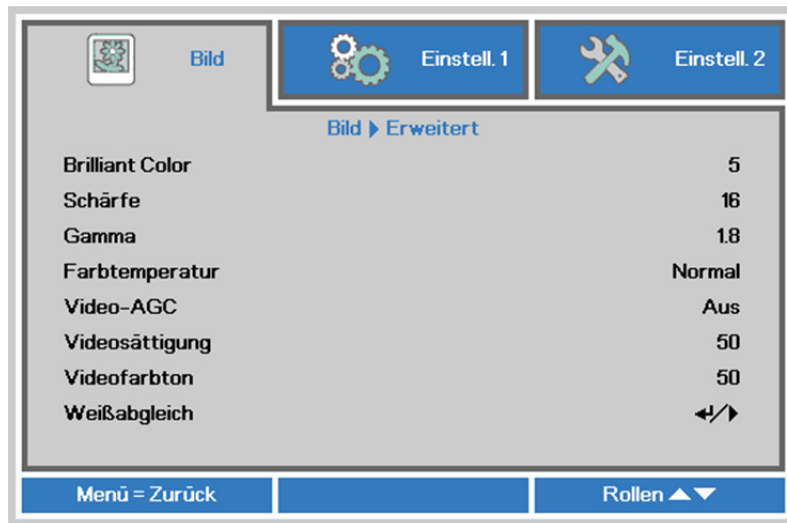 Bild
Einstell. 1
Einstell. 2
Bild ▶ Erweitert
Brilliant Color 5
Schärfe 16
Gamma 1.8
Farbtemperatur Normal
Video-AGC Aus
Videosättigung 50
Videofarbton 50
Weißabgleich ↵/▶
Menü = Zurück
Rollen ▲▼